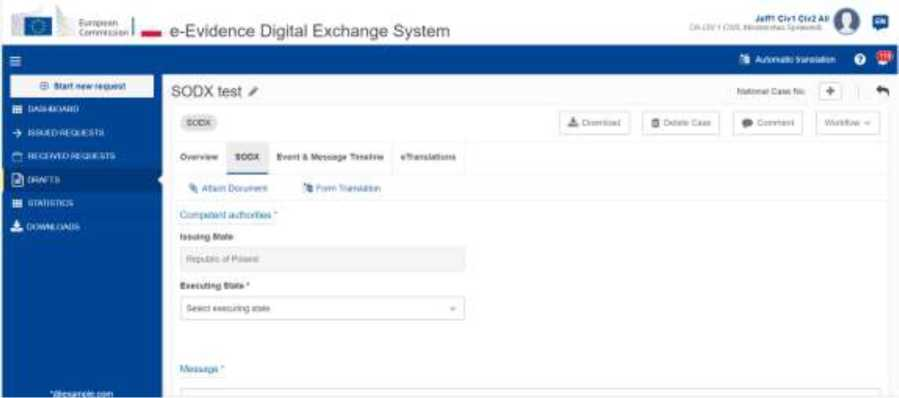 European
Commission
e-Evidence Digital Exchange System
Jeff1 Civ1 Civ2 All
EN
Automatic translation
119
Start new request
SODX test
National Case No
DASHBOARD
SODX
Download
Delete Case
Comment
Workflow
ISSUED REQUESTS
RECEIVED REQUESTS
Overview
SODX
Event & Message Timeline
eTranslations
DRAFTS
Attach Document
Form Translation
STATISTICS
DOWNLOADS
Competent authorities *
Issuing State
Republic of Poland
Executing State *
Select executing state
Message *
@example.com